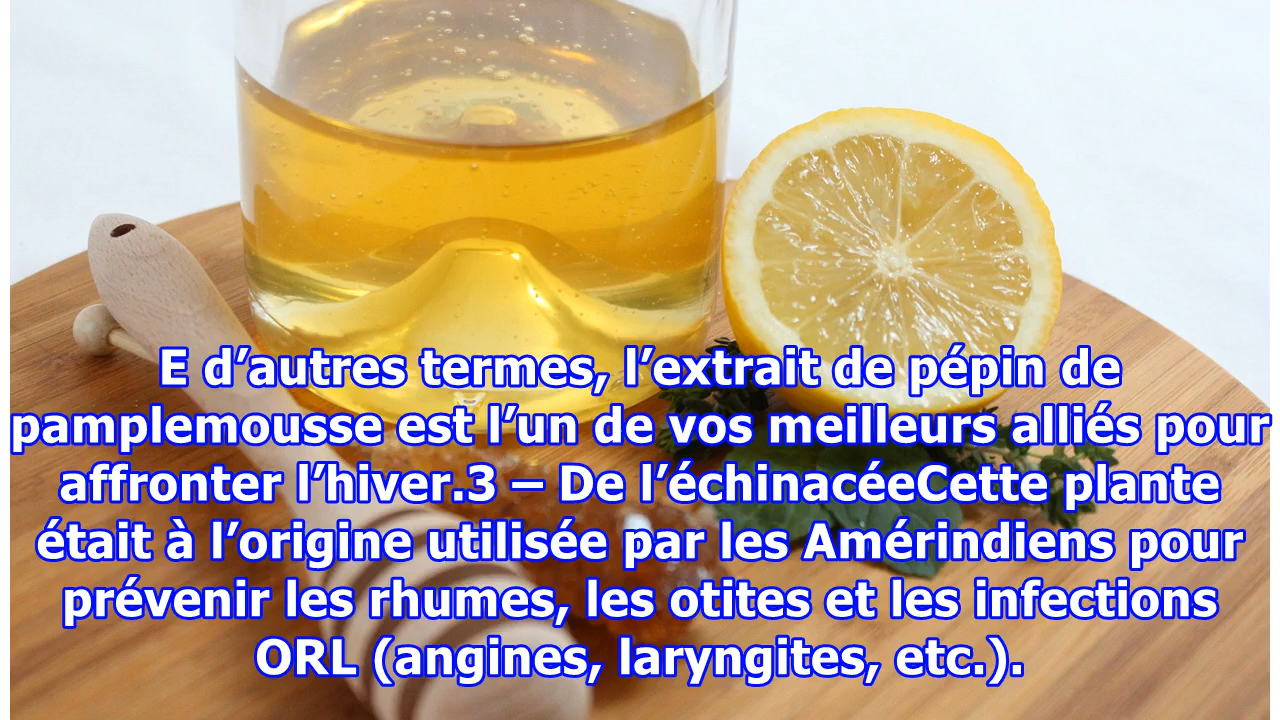 E d’autres termes, l’extrait de pépin de
pamplemousse est l’un de vos meilleurs alliés pour
affronter l’hiver.3 – De l’échinacéeCette plante
était à l’origine utilisée par les Amérindiens pour
prévenir les rhumes, les otites et les infections
ORL (angines, laryngites, etc.).